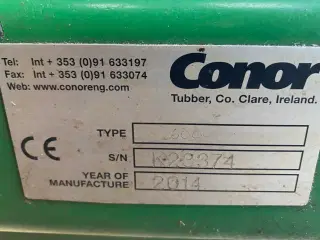 Tel: Int + 353 (0)91 633197
Fax: Int + 353 (0)91 633074
Web: www.conoreng.com
Conor
Tubber, Co. Clare, Ireland.
TYPE
CE
S/N
YEAR OF MANUFACTURE 2014